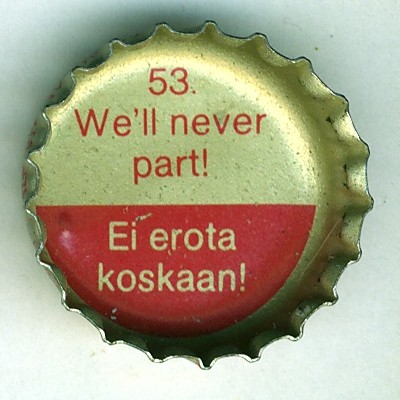 53.
We'll never
part!
Ei erota
koskaan!